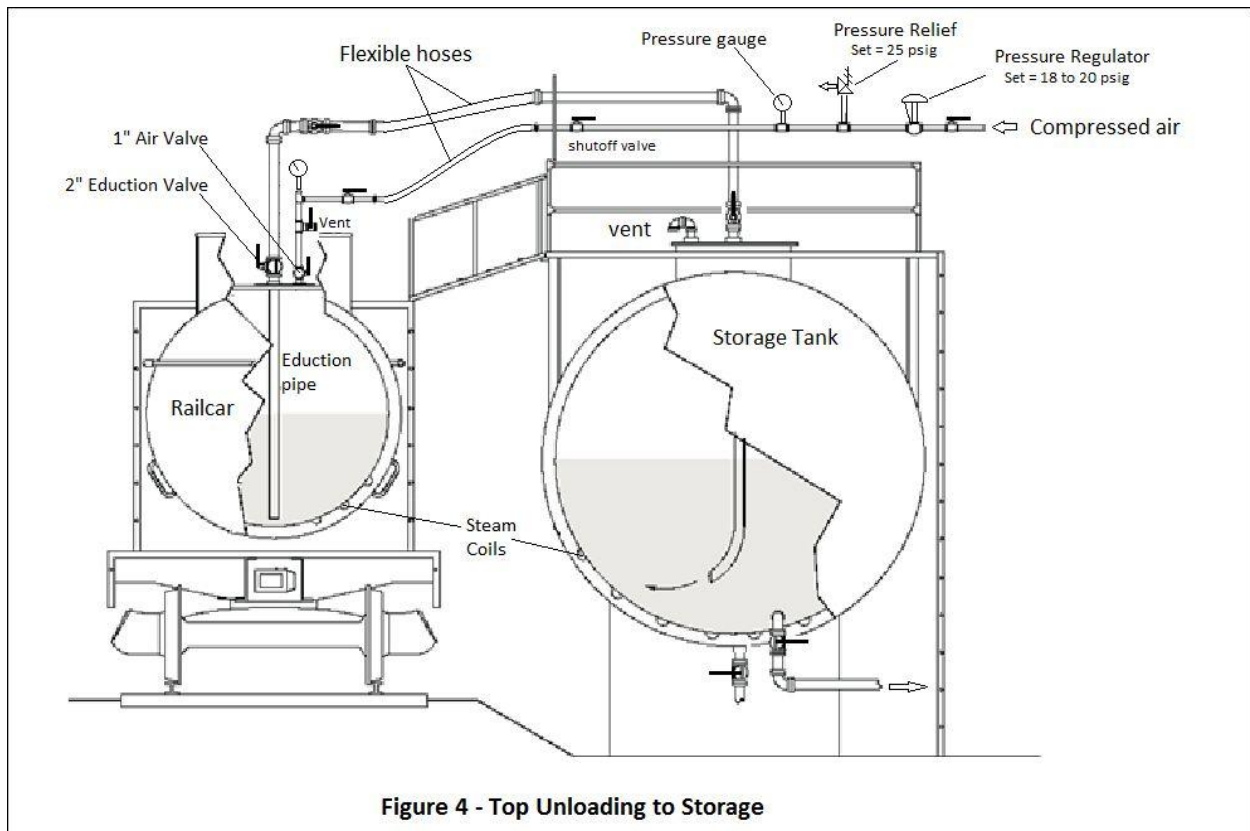 Pressure Relief
Set = 25 psig
Pressure gauge
Pressure Regulator
Set = 18 to 20 psig
Flexible hoses
Compressed air
1" Air Valve
shutoff valve
2" Eduction Valve
Vent
vent
Storage Tank
Eduction
pipe
Railcar
Steam
Coils
Figure 4 - Top Unloading to Storage